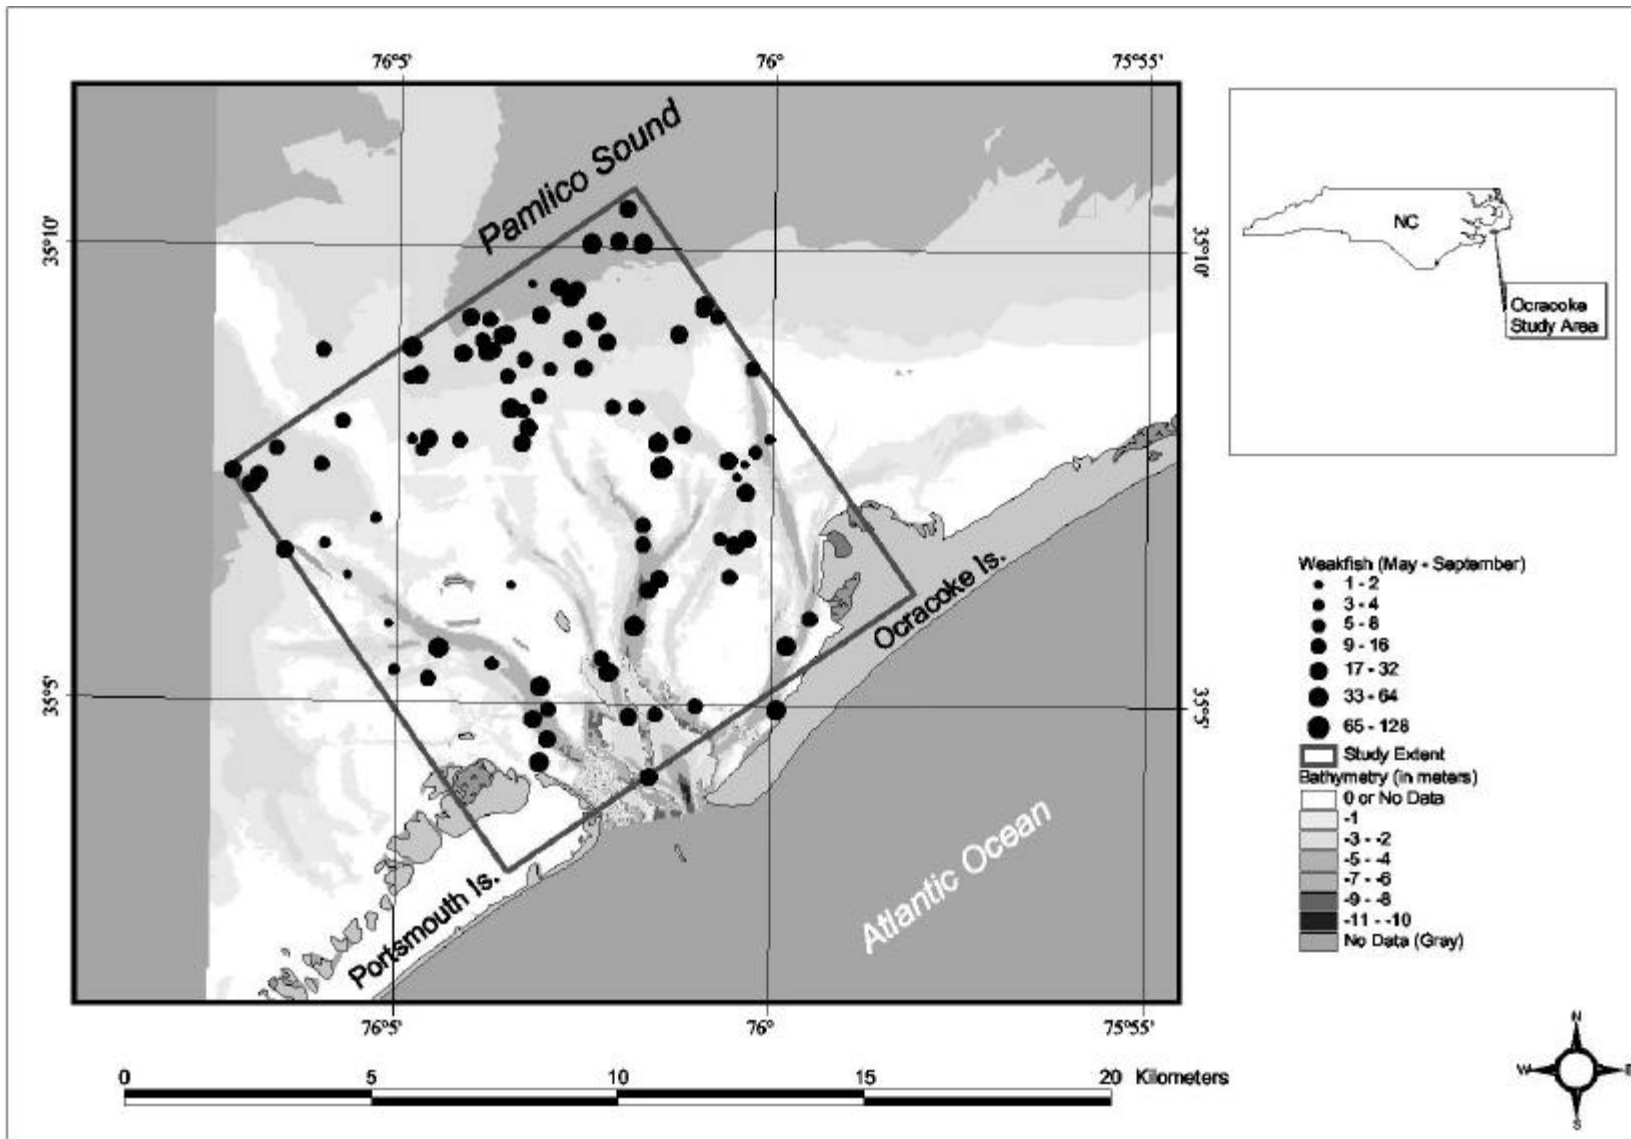 76°5'
76°
75°55'
Pamlico Sound
35°10'
35°10'
NC
Ocracoke
Study Area
Ocracoke Is.
35°5'
35°5'
Portsmouth Is.
Atlantic Ocean
76°5'
76°
75°55'
Weakfish (May - September)
1 - 2
3 - 4
5 - 8
9 - 16
17 - 32
33 - 64
65 - 128
Study Extent
Bathymetry (in meters)
0 or No Data
-1
-3 - -2
-5 - -4
-7 - -6
-9 - -8
-11 - -10
No Data (Gray)
0 5 10 15 20 Kilometers
N
W E
S